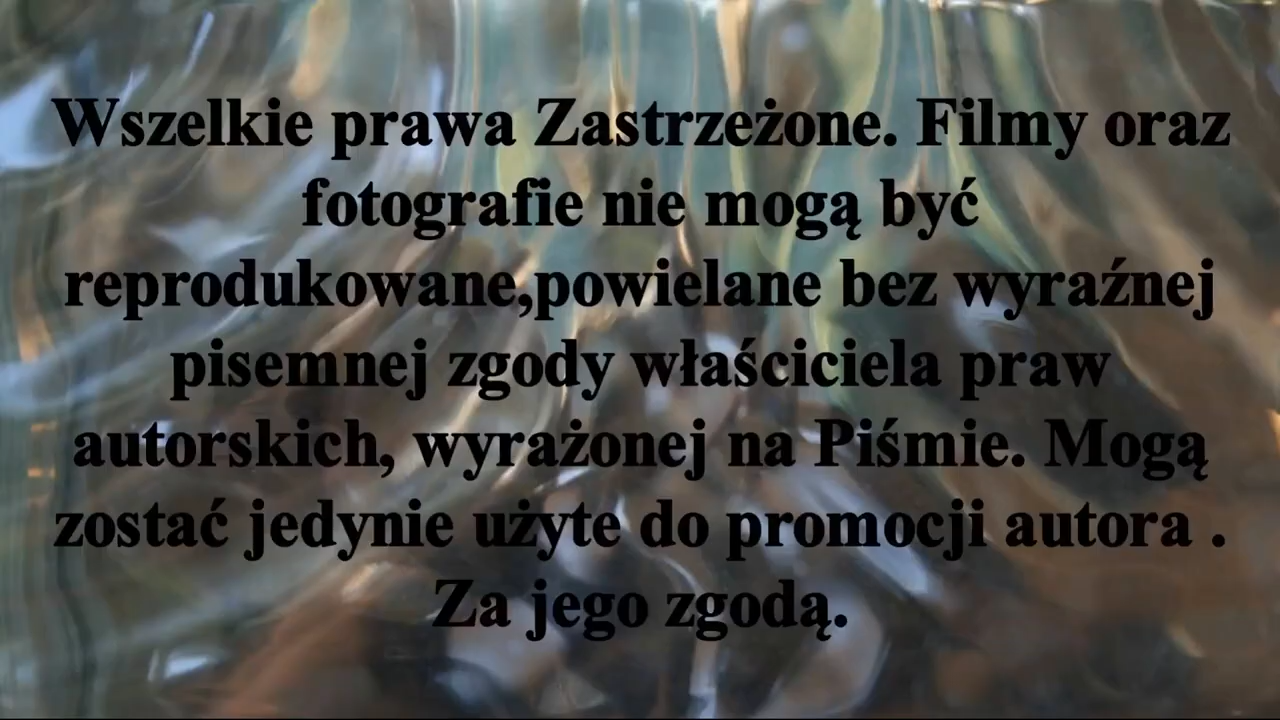 Wszelkie prawa Zastrzeżone. Filmy oraz
fotografie nie mogą być
reprodukowane,powielane bez wyraźnej
pisemnej zgody właściciela praw
autorskich, wyrażonej na Piśmie. Mogą
zostać jedynie użyte do promocji autora .
Za jego zgodą.